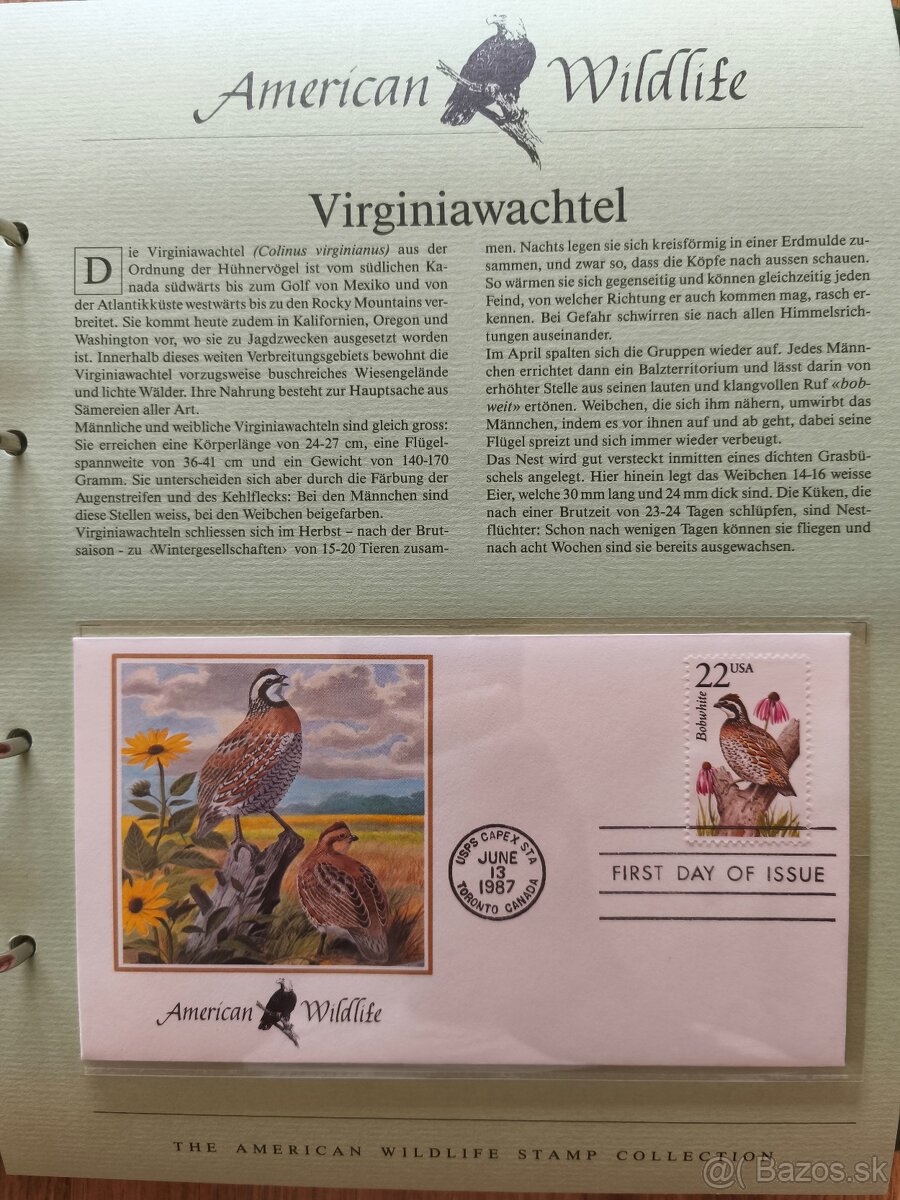 American Wildlife
Virginiawachtel
Die Virginiawachtel (Colinus virginianus) aus der
Ordnung der Hühnervögel ist vom südlichen Ka-
nada südwärts bis zum Golf von Mexiko und von
der Atlantikküste westwärts bis zu den Rocky Mountains ver-
breitet. Sie kommt heute zudem in Kalifornien, Oregon und
Washington vor, wo sie zu Jagdzwecken ausgesetzt worden
ist. Innerhalb dieses weiten Verbreitungsgebiets bewohnt die
Virginiawachtel vorzugsweise buschreiches Wiesengelände
und lichte Wälder. Ihre Nahrung besteht zur Hauptsache aus
Sämereien aller Art.
Männliche und weibliche Virginiawachteln sind gleich gross:
Sie erreichen eine Körperlänge von 24-27 cm, eine Flügel-
spannweite von 36-41 cm und ein Gewicht von 140-170
Gramm. Sie unterscheiden sich aber durch die Färbung der
Augenstreifen und des Kehlflecks: Bei den Männchen sind
diese Stellen weiss, bei den Weibchen beigefarben.
Virginiawachteln schliessen sich im Herbst – nach der Brut-
saison - zu ‹Wintergesellschaften› von 15-20 Tieren zusam-
men. Nachts legen sie sich kreisförmig in einer Erdmulde zu-
sammen, und zwar so, dass die Köpfe nach aussen schauen.
So wärmen sie sich gegenseitig und können gleichzeitig jeden
Feind, von welcher Richtung er auch kommen mag, rasch er-
kennen. Bei Gefahr schwirren sie nach allen Himmelsrich-
tungen auseinander.
Im April spalten sich die Gruppen wieder auf. Jedes Männ-
chen errichtet dann ein Balzterritorium und lässt darin von
erhöhter Stelle aus seinen lauten und klangvollen Ruf «bob-
weit» ertönen. Weibchen, die sich ihm nähern, umwirbt das
Männchen, indem es vor ihnen auf und ab geht, dabei seine
Flügel spreizt und sich immer wieder verbeugt.
Das Nest wird gut versteckt inmitten eines dichten Grasbü-
schels angelegt. Hier hinein legt das Weibchen 14-16 weisse
Eier, welche 30 mm lang und 24 mm dick sind. Die Küken, die
nach einer Brutzeit von 23-24 Tagen schlüpfen, sind Nest-
flüchter: Schon nach wenigen Tagen können sie fliegen und
nach acht Wochen sind sie bereits ausgewachsen.
22 USA
Bobwhite
USPS CAPEX STA
JUNE
13
1987
TORONTO CANADA
FIRST DAY OF ISSUE
American Wildlife
THE AMERICAN WILDLIFE STAMP COLLECTION
Bazos.sk